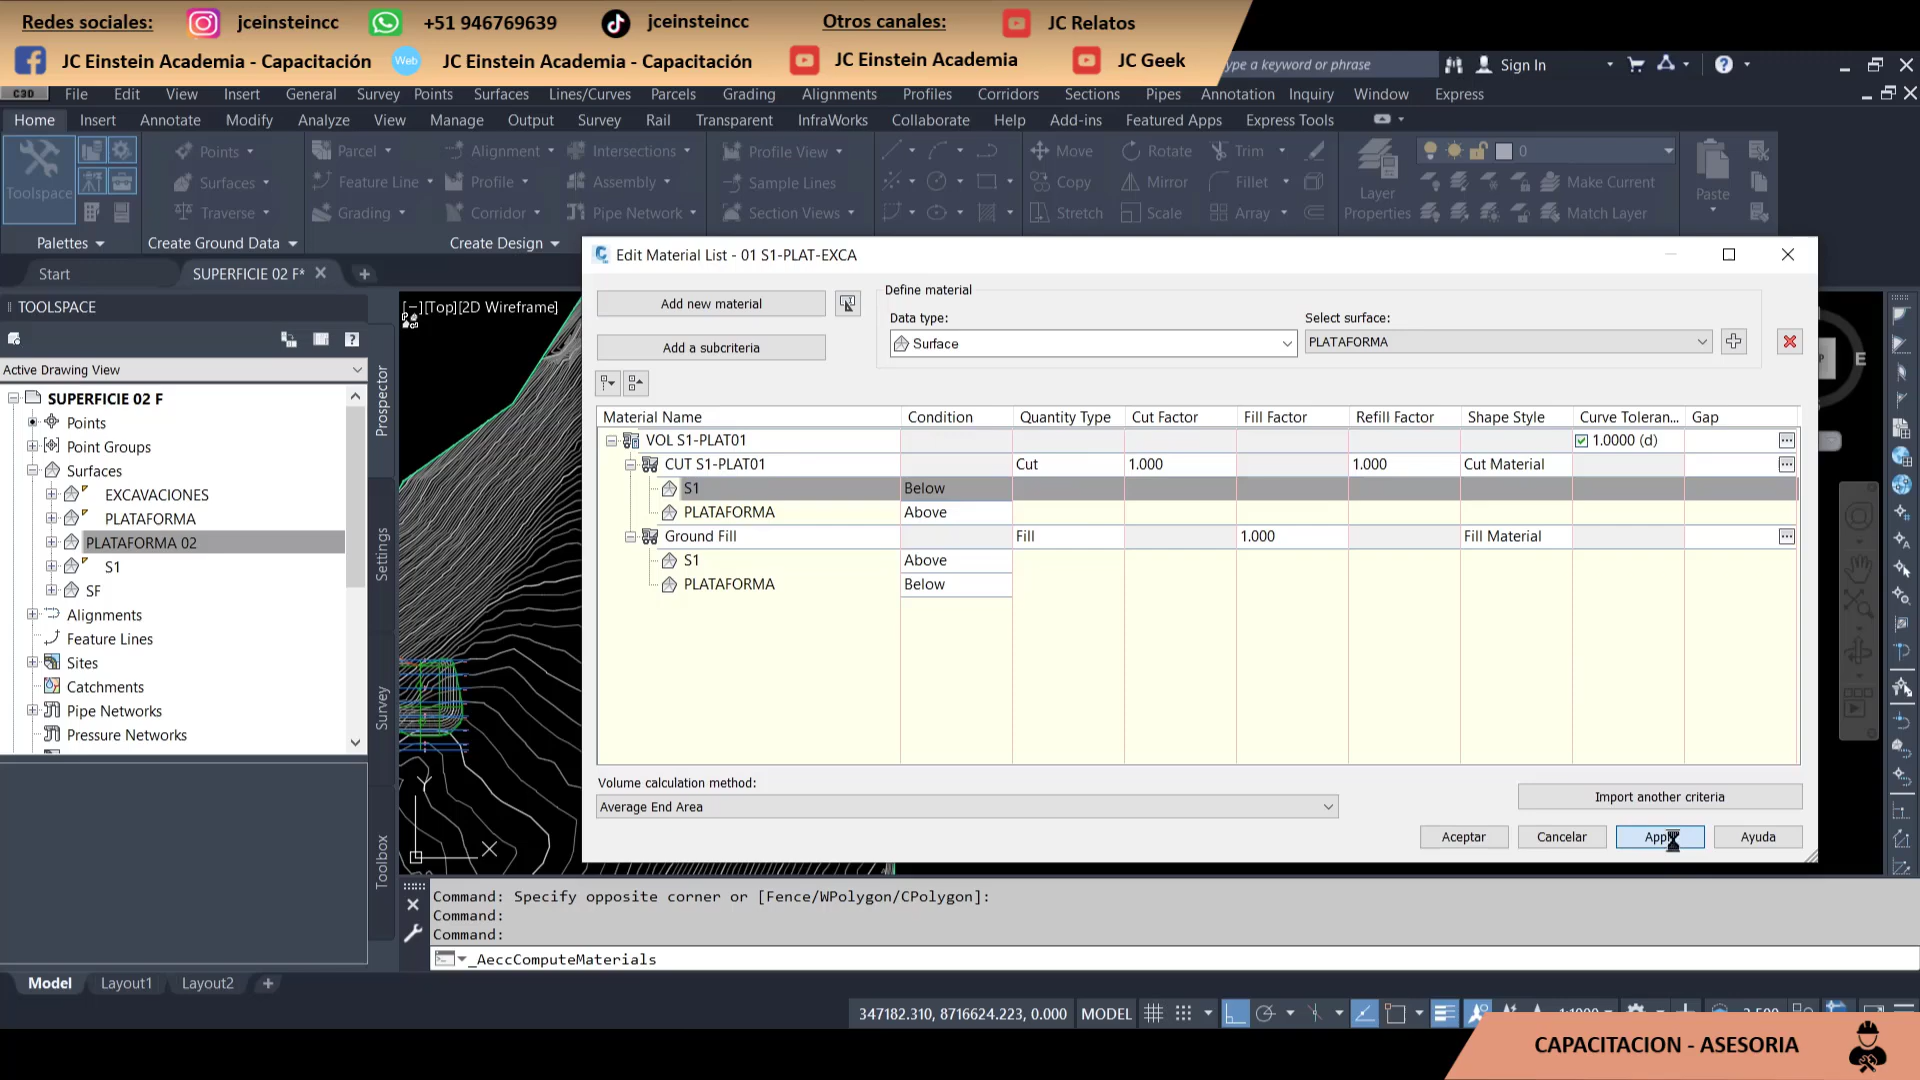 Redes sociales: jceinsteincc +51 946769639 jceinsteincc Otros canales: JC Relatos
JC Einstein Academia - Capacitación Web JC Einstein Academia - Capacitación JC Einstein Academia JC Geek
ype a keyword or phrase Sign In
C3D File Edit View Insert General Survey Points Surfaces Lines/Curves Parcels Grading Alignments Profiles Corridors Sections Pipes Annotation Inquiry Window Express
Home Insert Annotate Modify Analyze View Manage Output Survey Rail Transparent InfraWorks Collaborate Help Add-ins Featured Apps Express Tools
Points Parcel Alignment Intersections Profile View Move Rotate Trim 0
Toolspace Surfaces Feature Line Profile Assembly Sample Lines Copy Mirror Fillet Layer Properties Make Current Paste
Traverse Grading Corridor Pipe Network Section Views Stretch Scale Array Match Layer
Palettes Create Ground Data Create Design
Start SUPERFICIE 02 F*
TOOLSPACE
Active Drawing View
SUPERFICIE 02 F
Points
Point Groups
Surfaces
EXCAVACIONES
PLATAFORMA
PLATAFORMA 02
S1
SF
Alignments
Feature Lines
Sites
Catchments
Pipe Networks
Pressure Networks
Prospector
Settings
Survey
Toolbox
[−][Top][2D Wireframe]
Y
X
E
Edit Material List - 01 S1-PLAT-EXCA
Add new material
Add a subcriteria
Define material
Data type: Select surface:
Surface PLATAFORMA
Material Name Condition Quantity Type Cut Factor Fill Factor Refill Factor Shape Style Curve Toleran... Gap
VOL S1-PLAT01 1.0000 (d) ...
CUT S1-PLAT01 Cut 1.000 1.000 Cut Material ...
S1 Below
PLATAFORMA Above
Ground Fill Fill 1.000 Fill Material ...
S1 Above
PLATAFORMA Below
Volume calculation method:
Average End Area
Import another criteria
Aceptar Cancelar Ayuda
Command: Specify opposite corner or [Fence/WPolygon/CPolygon]:
Command:
Command:
_AeccComputeMaterials
Model Layout1 Layout2
347182.310, 8716624.223, 0.000 MODEL
CAPACITACION - ASESORIA